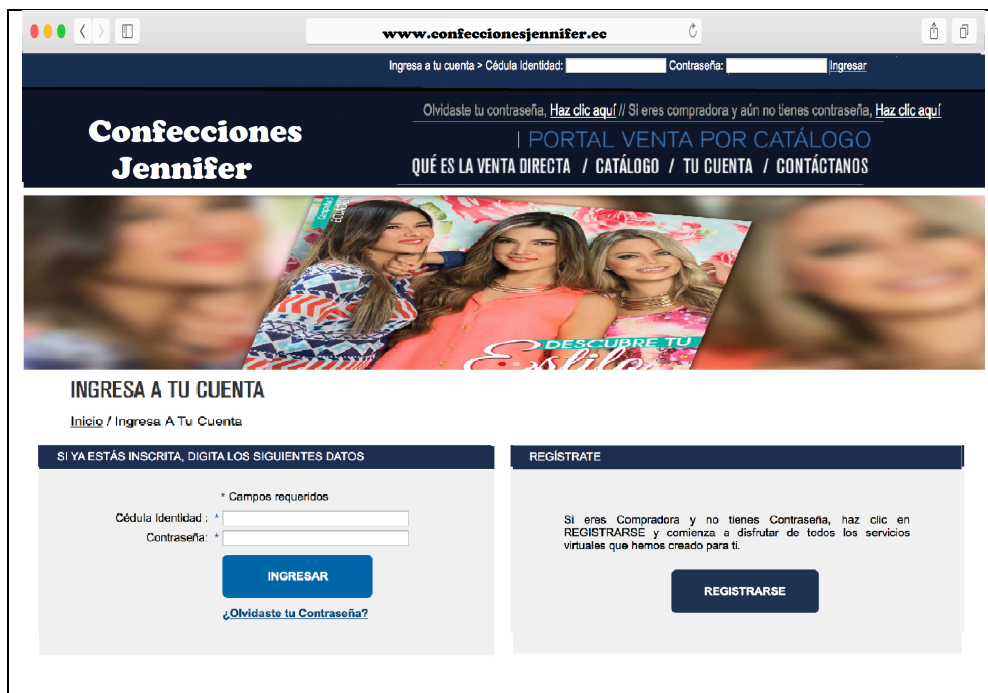 www.confeccionesjennifer.ec
Ingresa a tu cuenta > Cédula Identidad: Contraseña: Ingresar
Olvidaste tu contraseña, Haz clic aquí // Si eres compradora y aún no tienes contraseña, Haz clic aquí
Confecciones
Jennifer
| PORTAL VENTA POR CATÁLOGO
QUÉ ES LA VENTA DIRECTA / CATÁLOGO / TU CUENTA / CONTÁCTANOS
DESCUBRE TU
Estilo
INGRESA A TU CUENTA
Inicio / Ingresa A Tu Cuenta
SI YA ESTÁS INSCRITA, DIGITA LOS SIGUIENTES DATOS
* Campos requeridos
Cédula Identidad : *
Contraseña: *
INGRESAR
¿Olvidaste tu Contraseña?
REGÍSTRATE
Si eres Compradora y no tienes Contraseña, haz clic en
REGISTRARSE y comienza a disfrutar de todos los servicios
virtuales que hemos creado para ti.
REGISTRARSE